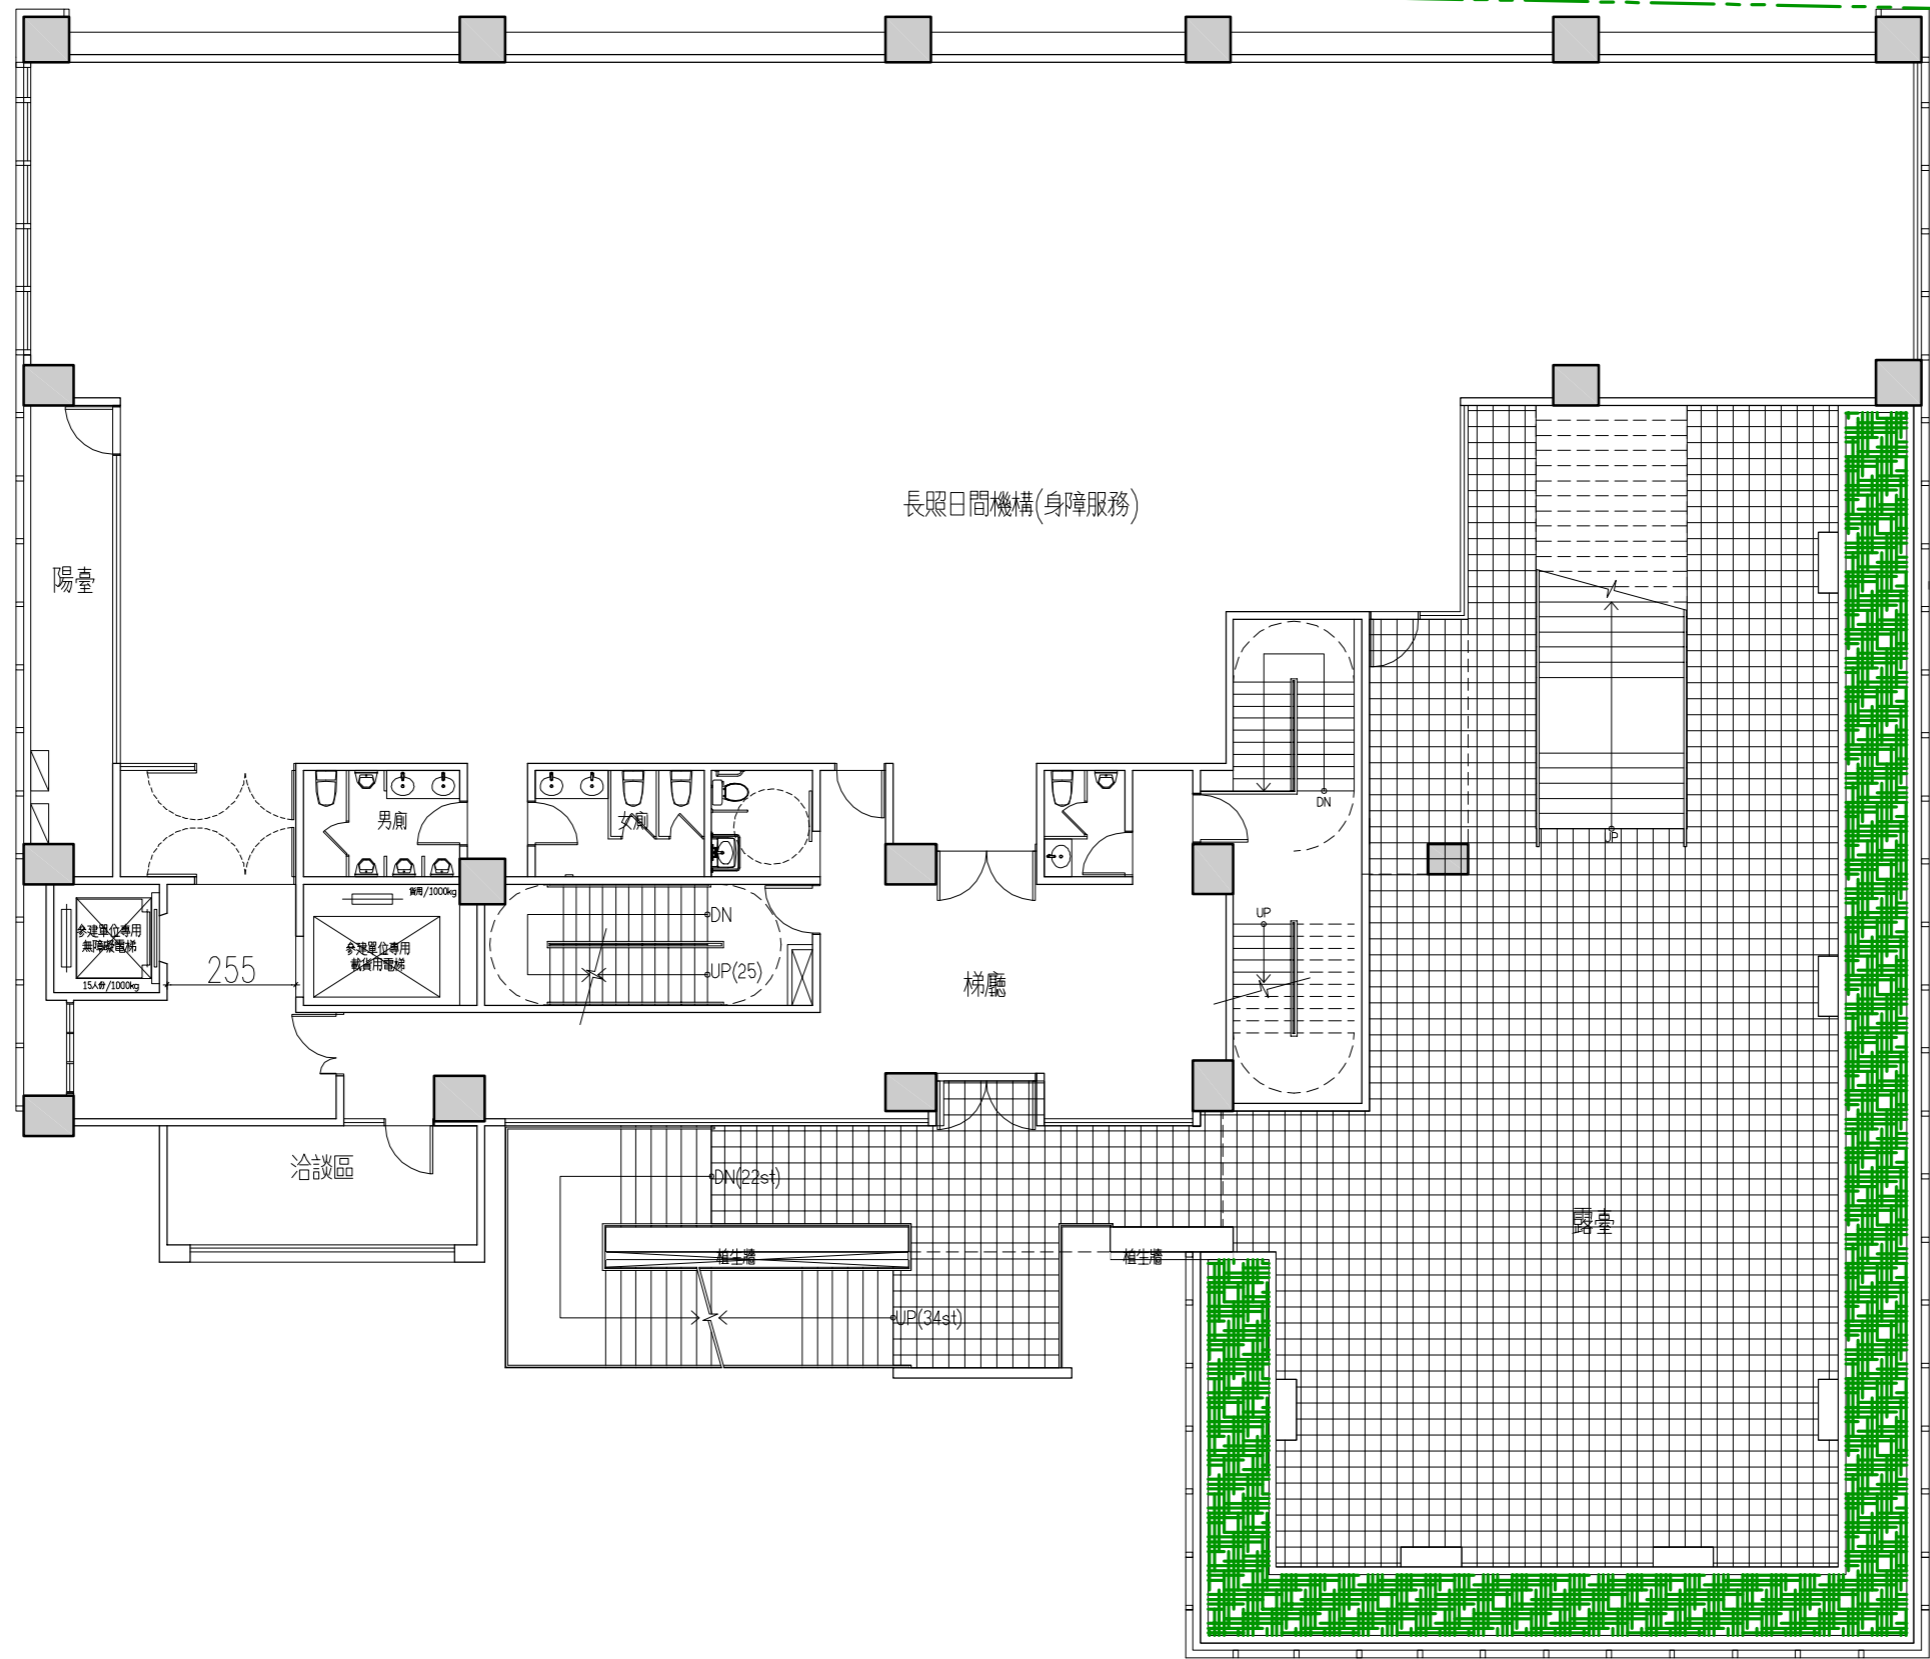 長照日間機構(身障服務)
陽臺
DN
UP
男廁
女廁
貨用/1000kg
DN
UP
參建單位專用
無障礙電梯
15人份/1000kg
255
參建單位專用
載貨用電梯
UP(25)
梯廳
洽談區
DN(22st)
露臺
植生牆
植生牆
UP(34st)